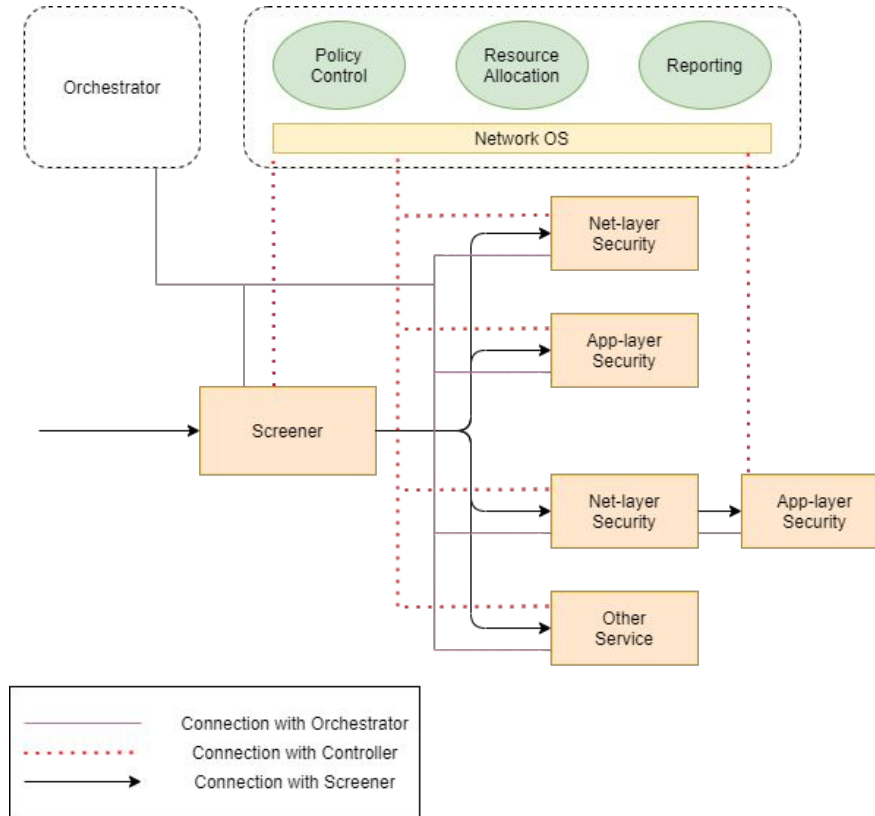 Orchestrator
Policy
Control
Resource
Allocation
Reporting
Network OS
Net-layer
Security
App-layer
Security
Screener
Net-layer
Security
App-layer
Security
Other
Service
Connection with Orchestrator
Connection with Controller
Connection with Screener